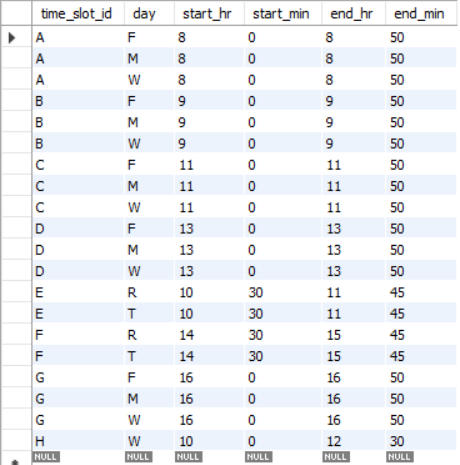 time_slot_id day start_hr start_min end_hr end_min
A F 8 0 8 50
A M 8 0 8 50
A W 8 0 8 50
B F 9 0 9 50
B M 9 0 9 50
B W 9 0 9 50
C F 11 0 11 50
C M 11 0 11 50
C W 11 0 11 50
D F 13 0 13 50
D M 13 0 13 50
D W 13 0 13 50
E R 10 30 11 45
E T 10 30 11 45
F R 14 30 15 45
F T 14 30 15 45
G F 16 0 16 50
G M 16 0 16 50
G W 16 0 16 50
H W 10 0 12 30
NULL NULL NULL NULL NULL NULL